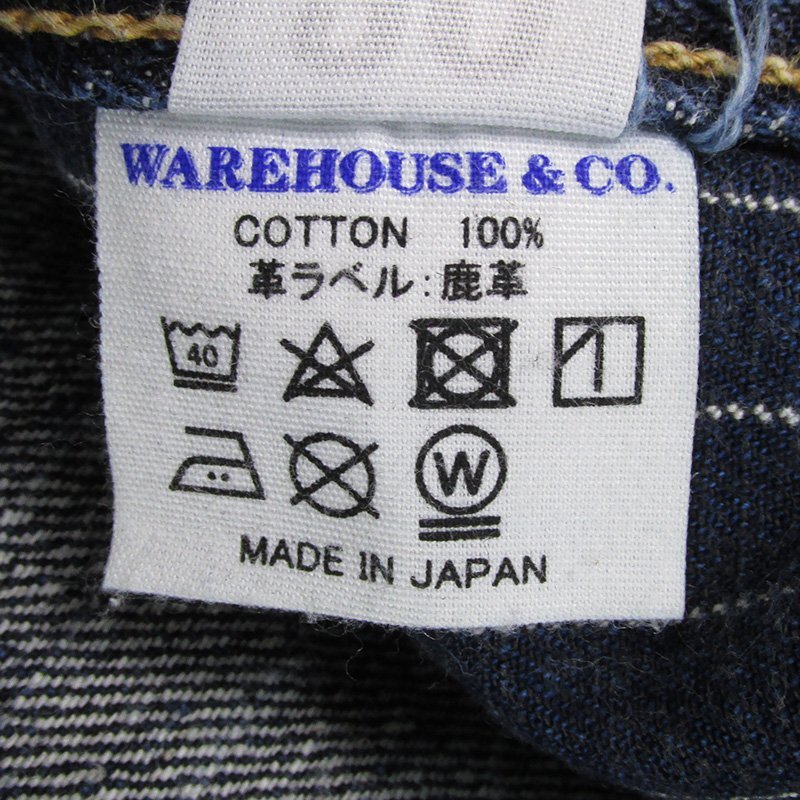 WAREHOUSE & CO.
COTTON 100%
革ラベル:鹿革
40
W
MADE IN JAPAN